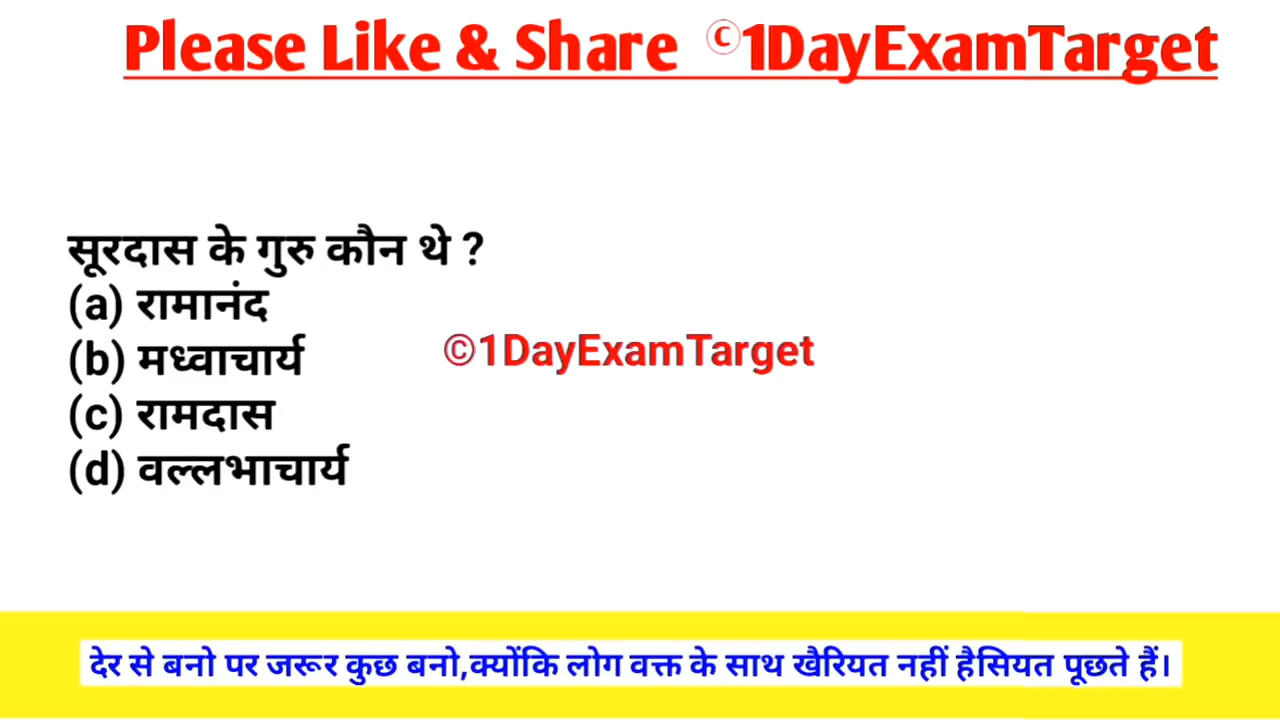 Please Like & Share ©1DayExamTarget
सूरदास के गुरु कौन थे ?
(a) रामानंद
(b) मध्वाचार्य
©1DayExamTarget
(c) रामदास
(d) वल्लभाचार्य
देर से बनो पर जरूर कुछ बनो,क्योंकि लोग वक्त के साथ खैरियत नहीं हैसियत पूछते हैं।